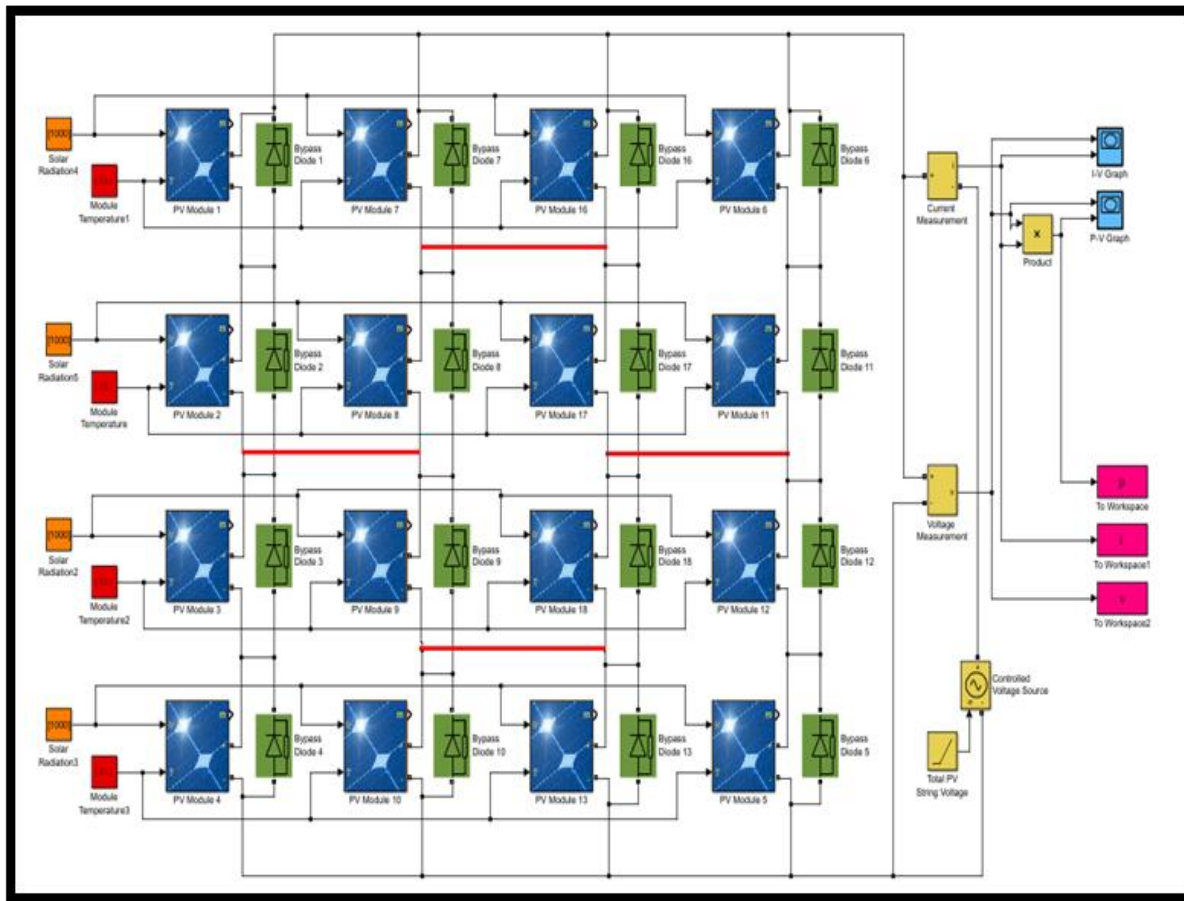 [1000]
Solar
Radiation4
Module
Temperature1
PV Module 1
Bypass
Diode 1
PV Module 7
Bypass
Diode 7
PV Module 16
Bypass
Diode 16
PV Module 6
Bypass
Diode 6
Current
Measurement
I-V Graph
P-V Graph
x
Product
[1000]
Solar
Radiation5
Module
Temperature
PV Module 2
Bypass
Diode 2
PV Module 8
Bypass
Diode 8
PV Module 17
Bypass
Diode 17
PV Module 11
Bypass
Diode 11
[1000]
Solar
Radiation2
Module
Temperature2
PV Module 3
Bypass
Diode 3
PV Module 9
Bypass
Diode 9
PV Module 18
Bypass
Diode 18
PV Module 12
Bypass
Diode 12
Voltage
Measurement
p
To Workspace
i
To Workspace1
v
To Workspace2
[1000]
Solar
Radiation3
Module
Temperature3
PV Module 4
Bypass
Diode 4
PV Module 10
Bypass
Diode 10
PV Module 13
Bypass
Diode 13
PV Module 5
Bypass
Diode 5
Controlled
Voltage Source
Total PV
String Voltage